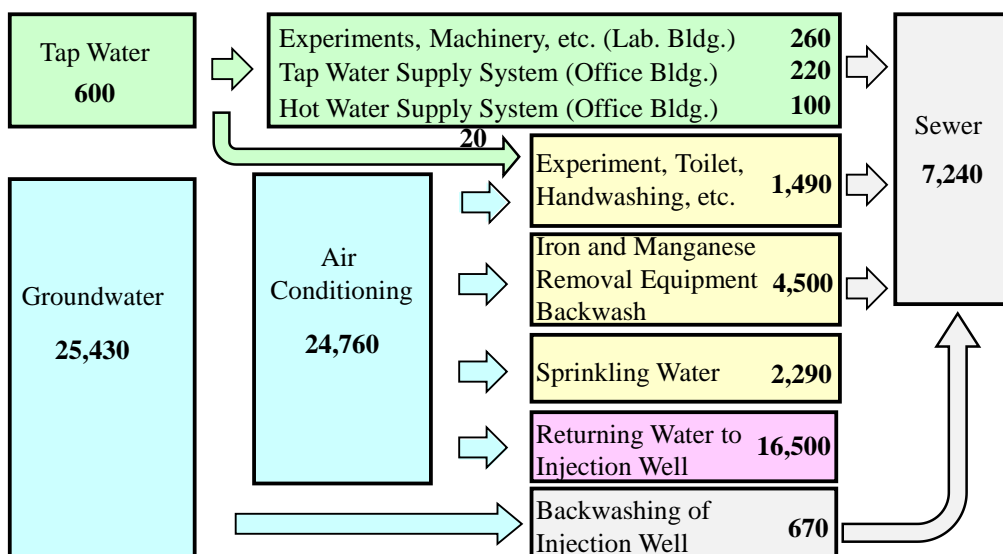 Tap Water
600
Experiments, Machinery, etc. (Lab. Bldg.) 260
Tap Water Supply System (Office Bldg.) 220
Hot Water Supply System (Office Bldg.) 100
20
Sewer
7,240
Experiment, Toilet,
Handwashing, etc.
1,490
Groundwater
25,430
Air
Conditioning
24,760
Iron and Manganese
Removal Equipment
Backwash
4,500
Sprinkling Water 2,290
Returning Water to
Injection Well
16,500
Backwashing of
Injection Well
670